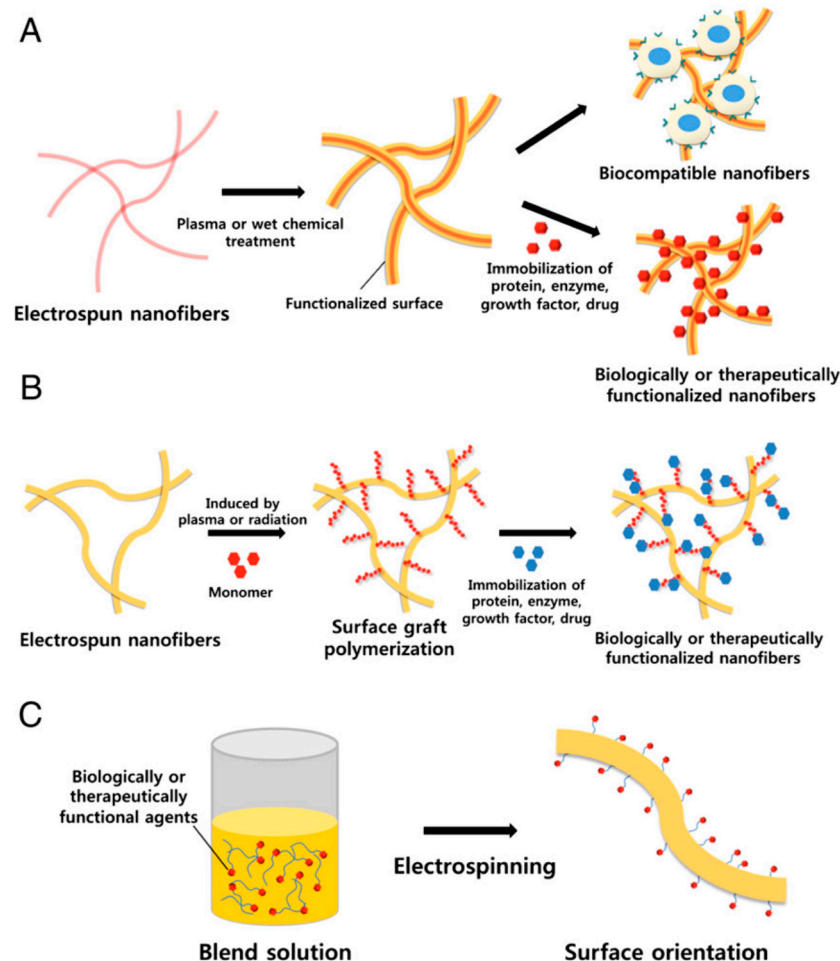 A
Electrospun nanofibers
Plasma or wet chemical
treatment
Functionalized surface
Biocompatible nanofibers
Immobilization of
protein, enzyme,
growth factor, drug
Biologically or therapeutically
functionalized nanofibers
B
Electrospun nanofibers
Induced by
plasma or radiation
Monomer
Surface graft
polymerization
Immobilization of
protein, enzyme,
growth factor, drug
Biologically or therapeutically
functionalized nanofibers
C
Biologically or
therapeutically
functional agents
Blend solution
Electrospinning
Surface orientation